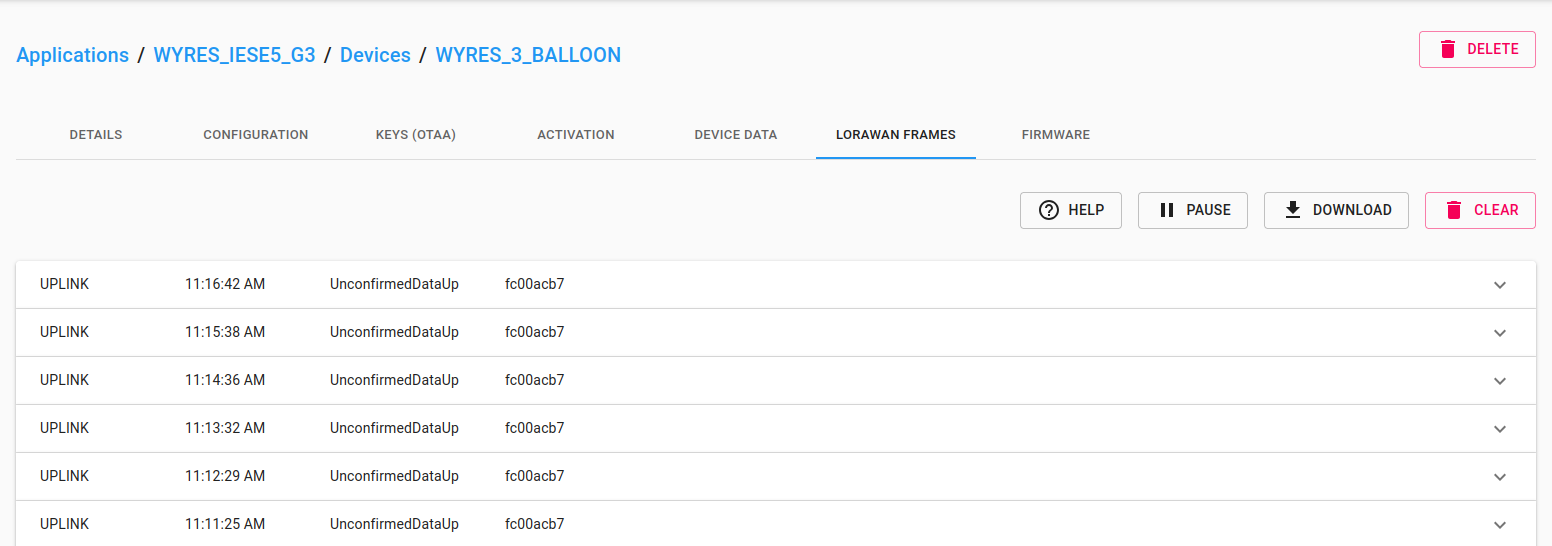 Applications / WYRES_IESE5_G3 / Devices / WYRES_3_BALLOON DELETE
DETAILS CONFIGURATION KEYS (OTAA) ACTIVATION DEVICE DATA LORAWAN FRAMES FIRMWARE
HELP PAUSE DOWNLOAD CLEAR
UPLINK 11:16:42 AM UnconfirmedDataUp fc00acb7
UPLINK 11:15:38 AM UnconfirmedDataUp fc00acb7
UPLINK 11:14:36 AM UnconfirmedDataUp fc00acb7
UPLINK 11:13:32 AM UnconfirmedDataUp fc00acb7
UPLINK 11:12:29 AM UnconfirmedDataUp fc00acb7
UPLINK 11:11:25 AM UnconfirmedDataUp fc00acb7